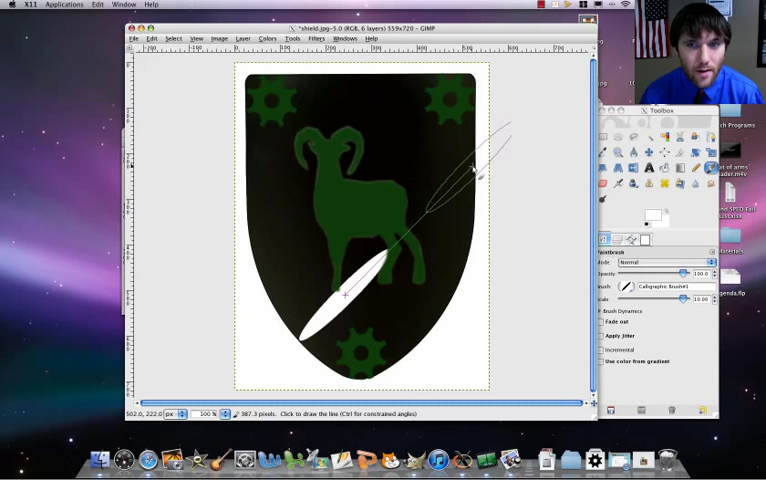 X11 Applications Edit Window Help
*shield.jpg-5.0 (RGB, 6 layers) 559x720 – GIMP
File Edit Select View Image Layer Colors Tools Filters Windows Help
Toolbox
Paintbrush
Mode: Normal
Opacity: 100.0
Brush: Calligraphic Brush#1
Scale: 10.00
Brush Dynamics
Fade out
Apply Jitter
Incremental
Use color from gradient
502.0, 222.0 px 100% 387.3 pixels. Click to draw the line (Ctrl for constrained angles)
ch Programs
Materials